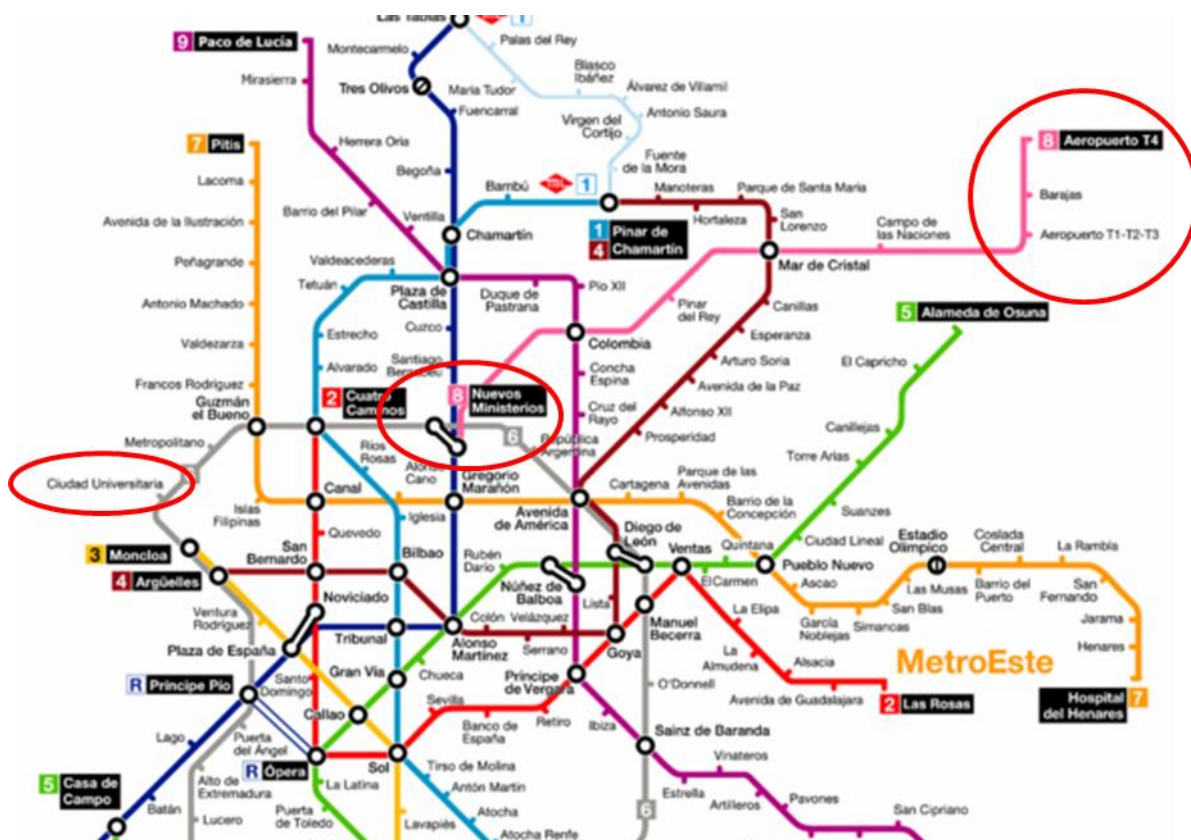 Las Tablas
1
9 Paco de Lucía
Montecarmelo
Palas del Rey
Mirasierra
Tres Olivos
María Tudor
Blasco
Ibáñez
Álvarez de Villamil
Fuencarral
Antonio Saura
Virgen del
Cortijo
7 Pitis
Herrera Oria
Fuente
de la Mora
8 Aeropuerto T4
Lacoma
Begoña
Bambú
1
Manoteras
Parque de Santa María
Barajas
Avenida de la Ilustración
Barrio del Pilar
Ventilla
Hortaleza
San
Lorenzo
Campo de
las Naciones
Aeropuerto T1-T2-T3
Chamartín
1 Pinar de
4 Chamartín
Peñagrande
Valdeacederas
Mar de Cristal
Tetuán
Plaza de
Castilla
Duque de
Pastrana
Pío XII
Antonio Machado
Pinar
del Rey
Canillas
5 Alameda de Osuna
Estrecho
Cuzco
Colombia
Esperanza
Valdezarza
Alvarado
Santiago
Bernabeu
Concha
Espina
Arturo Soria
El Capricho
Francos Rodríguez
Avenida de la Paz
2 Cuatro
Caminos
8 Nuevos
Ministerios
Guzmán
el Bueno
Cruz del
Rayo
Alfonso XII
Canillejas
Metropolitano
6
República
Argentina
Prosperidad
Ríos
Rosas
Alonso
Cano
Torre Arias
Ciudad Universitaria
Gregorio
Marañón
Parque de las
Avenidas
Canal
Cartagena
Islas
Filipinas
Avenida
de América
Barrio de la
Concepción
Suanzes
Quevedo
Iglesia
Diego de
León
Ciudad Lineal
Estadio
Olímpico
Coslada
Central
La Rambla
3 Moncloa
San
Bernardo
Bilbao
Rubén
Darío
Ventas
Quintana
Pueblo Nuevo
4 Argüelles
Núñez de
Balboa
El Carmen
Ascao
Las Musas
Barrio del
Puerto
San
Fernando
Noviciado
Lista
La Elipa
San Blas
Ventura
Rodríguez
Colón
Velázquez
Manuel
Becerra
García
Noblejas
Simancas
Jarama
Tribunal
Plaza de España
Alonso
Martínez
Serrano
Goya
La
Almudena
Henares
Gran Vía
Chueca
Alsacia
MetroEste
R Príncipe Pío
Santo
Domingo
Príncipe
de Vergara
O'Donnell
Avenida de Guadalajara
2 Las Rosas
Hospital
del Henares 7
Callao
Sevilla
Banco de
España
Retiro
Ibiza
Sainz de Baranda
Lago
Puerta
del Ángel
R Ópera
Sol
Tirso de Molina
Vinateros
5 Casa de
Campo
Alto de
Extremadura
La Latina
Antón Martín
Estrella
Artilleros
Pavones
Batán
Lucero
Puerta
de Toledo
Lavapiés
Atocha
6
San Cipriano
Atocha Renfe